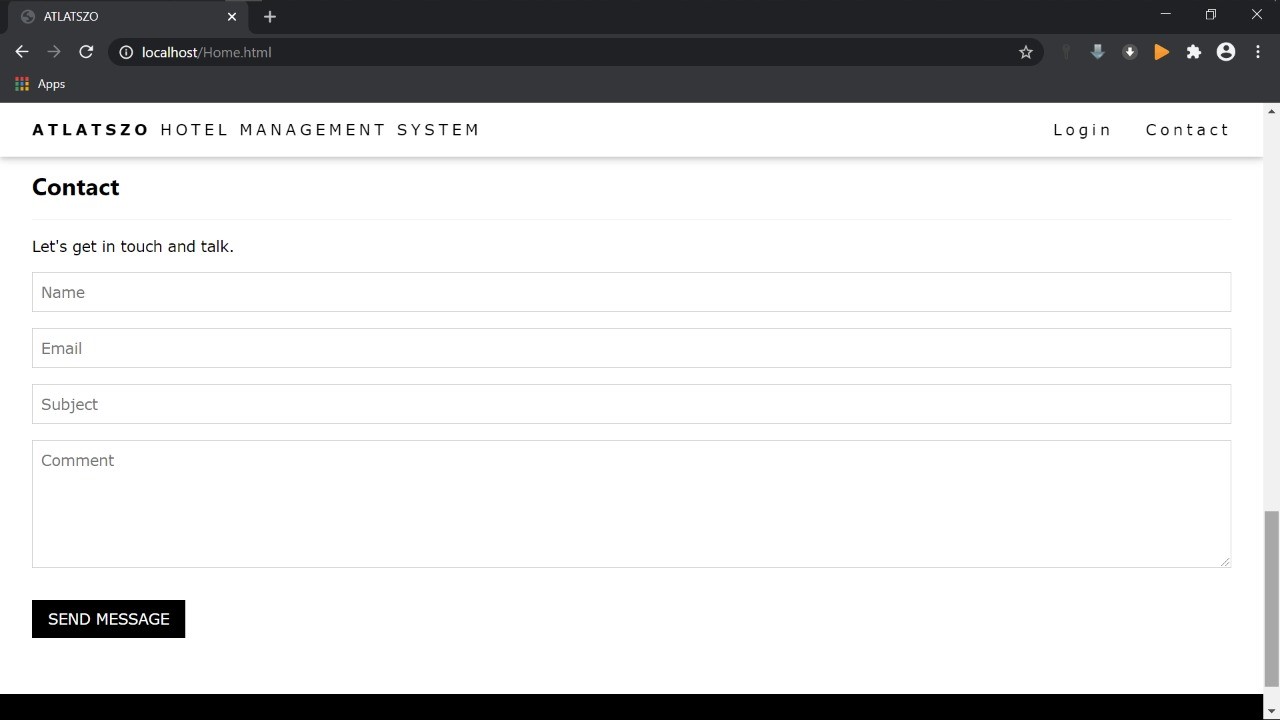 ATLATSZO
localhost/Home.html
Apps
ATLATSZO HOTEL MANAGEMENT SYSTEM
Login Contact
Contact
Let's get in touch and talk.
Name
Email
Subject
Comment
SEND MESSAGE